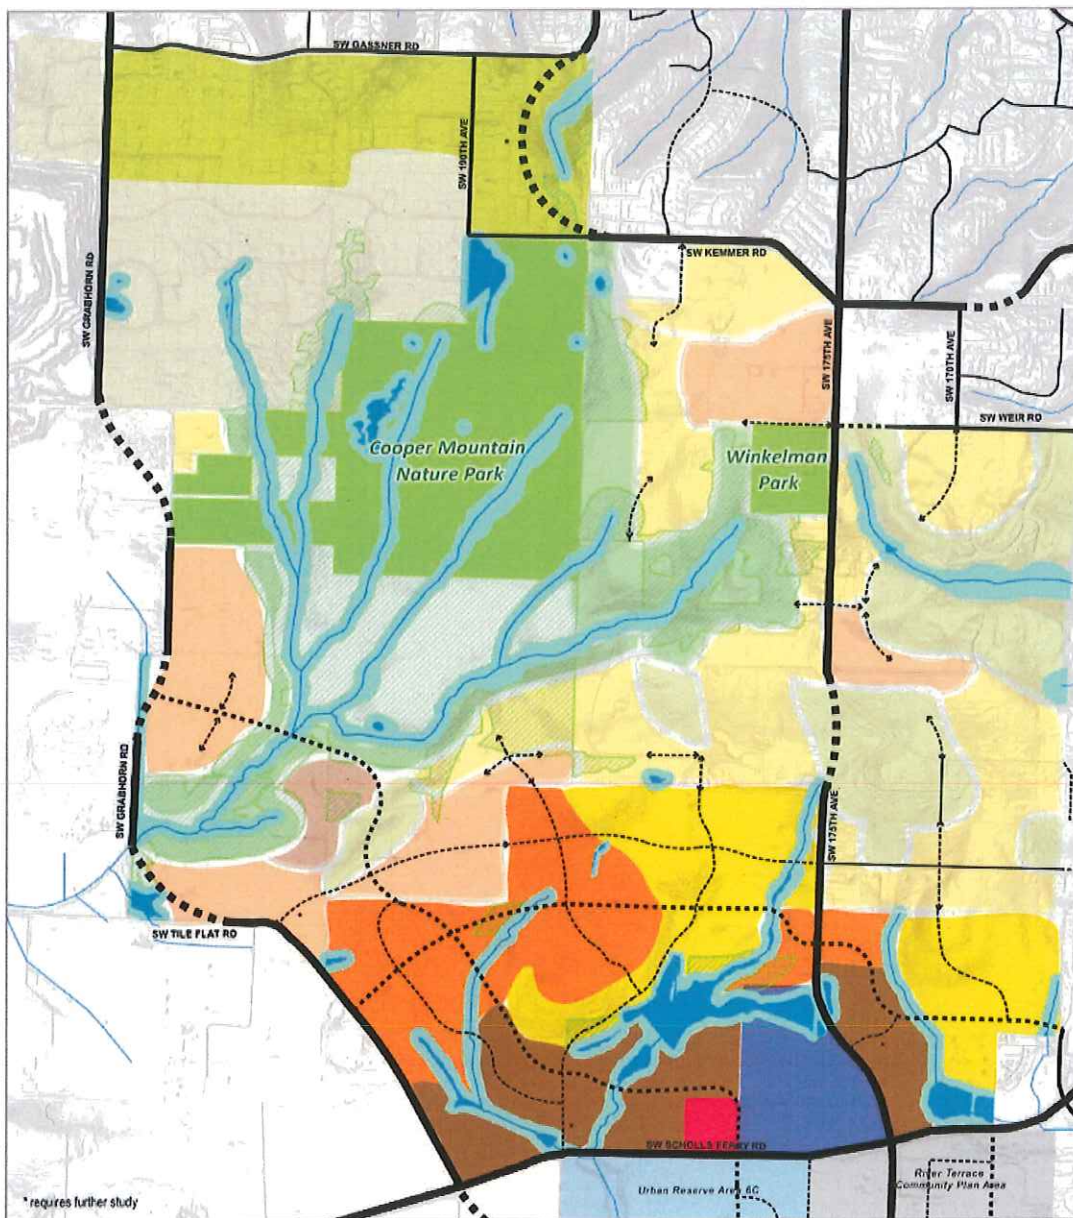 SW GASSNER RD
SW 190TH AVE
SW KEMMER RD
SW GRABHORN RD
SW 175TH AVE
SW 170TH AVE
SW WEIR RD
Cooper Mountain
Nature Park
Winkelman
Park
SW GRABHORN RD
SW 175TH AVE
SW TILE FLAT RD
SW SCHOLLS FERRY RD
Urban Reserve Area 6C
River Terrace
Community Plan Area
* requires further study